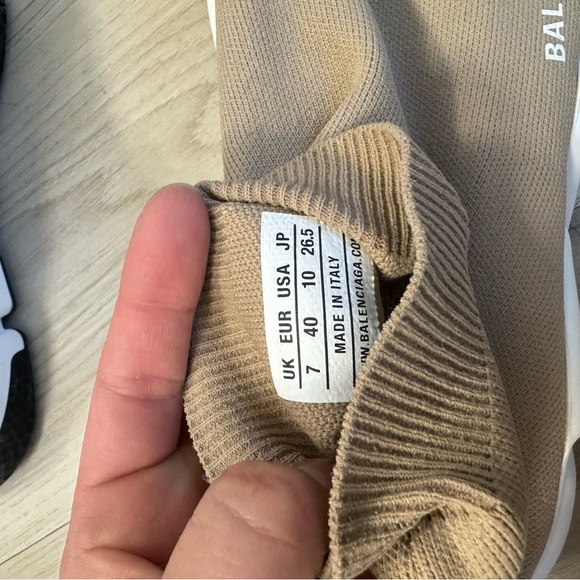 UK EUR USA JP
7 40 10 26.5
MADE IN ITALY
BAL